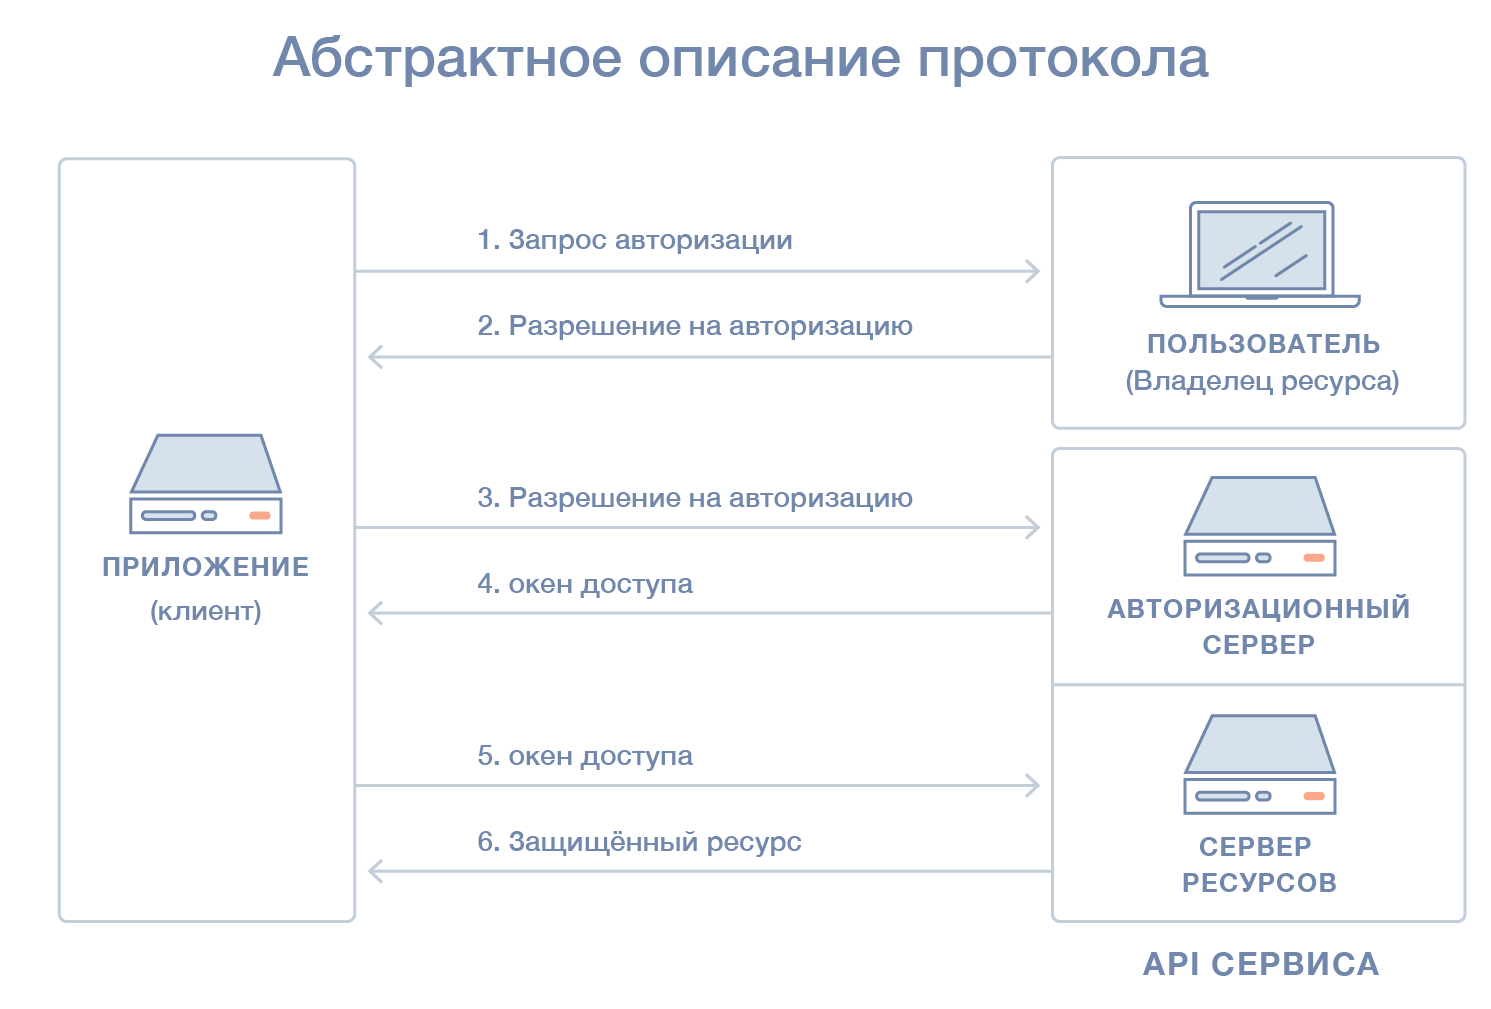 Абстрактное описание протокола
1. Запрос авторизации
2. Разрешение на авторизацию
ПОЛЬЗОВАТЕЛЬ
(Владелец ресурса)
3. Разрешение на авторизацию
4. окен доступа
ПРИЛОЖЕНИЕ
(клиент)
АВТОРИЗАЦИОННЫЙ
СЕРВЕР
5. окен доступа
6. Защищённый ресурс
СЕРВЕР
РЕСУРСОВ
API СЕРВИСА